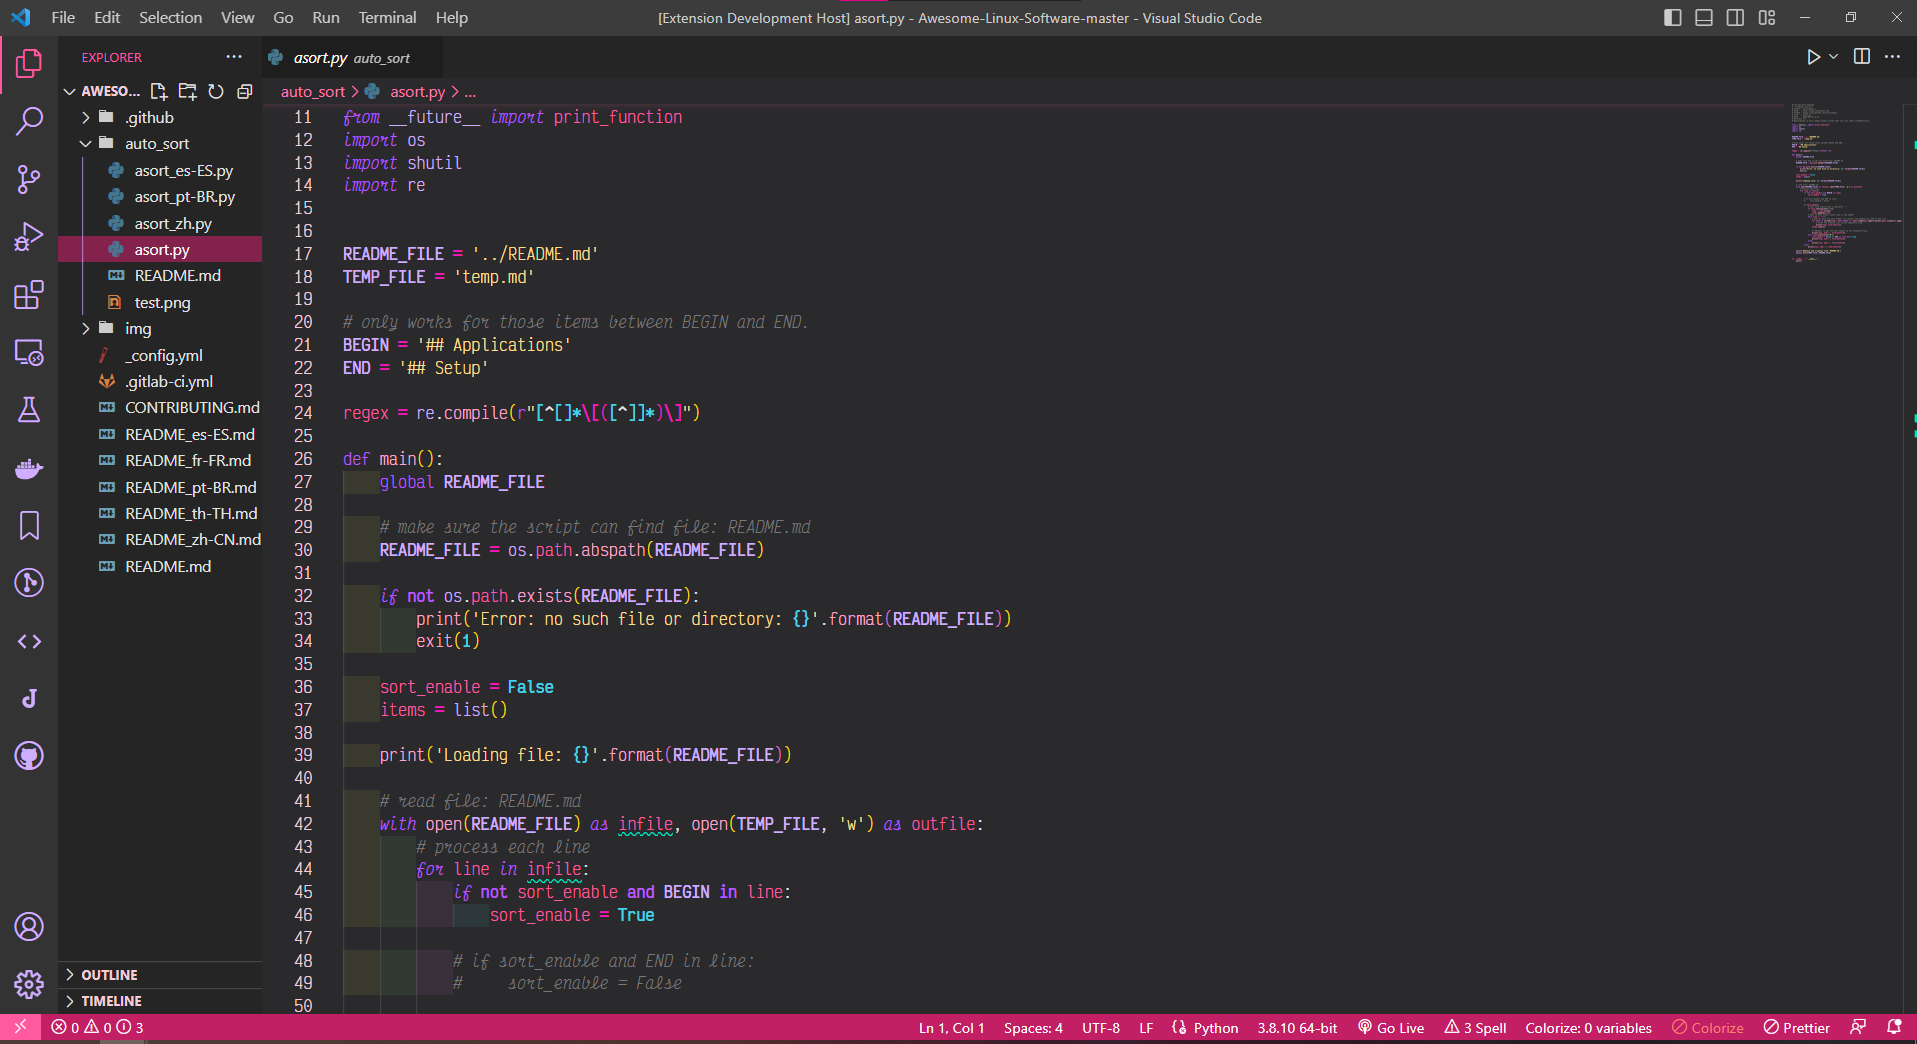 File Edit Selection View Go Run Terminal Help
[Extension Development Host] asort.py - Awesome-Linux-Software-master - Visual Studio Code
EXPLORER
AWESO...
.github
auto_sort
asort_es-ES.py
asort_pt-BR.py
asort_zh.py
asort.py
README.md
test.png
img
_config.yml
.gitlab-ci.yml
CONTRIBUTING.md
README_es-ES.md
README_fr-FR.md
README_pt-BR.md
README_th-TH.md
README_zh-CN.md
README.md
OUTLINE
TIMELINE
asort.py auto_sort
auto_sort > asort.py > ...
11 from __future__ import print_function
12 import os
13 import shutil
14 import re
15
16
17 README_FILE = '../README.md'
18 TEMP_FILE = 'temp.md'
19
20 # only works for those items between BEGIN and END.
21 BEGIN = '## Applications'
22 END = '## Setup'
23
24 regex = re.compile(r"[^[]*\[([^]]*)\]")
25
26 def main():
27     global README_FILE
28
29     # make sure the script can find file: README.md
30     README_FILE = os.path.abspath(README_FILE)
31
32     if not os.path.exists(README_FILE):
33         print('Error: no such file or directory: {}'.format(README_FILE))
34         exit(1)
35
36     sort_enable = False
37     items = list()
38
39     print('Loading file: {}'.format(README_FILE))
40
41     # read file: README.md
42     with open(README_FILE) as infile, open(TEMP_FILE, 'w') as outfile:
43         # process each line
44         for line in infile:
45             if not sort_enable and BEGIN in line:
46                 sort_enable = True
47
48             # if sort_enable and END in line:
49             #     sort_enable = False
50
0 0 3
Ln 1, Col 1 Spaces: 4 UTF-8 LF Python 3.8.10 64-bit Go Live 3 Spell Colorize: 0 variables Colorize Prettier